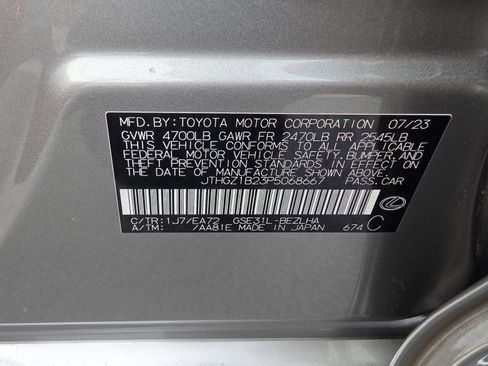 MFD.BY:TOYOTA MOTOR CORPORATION 07/23
GVWR 4700LB GAWR FR 2470LB RR 2545LB
THIS VEHICLE CONFORMS TO ALL APPLICABLE
FEDERAL MOTOR VEHICLE SAFETY, BUMPER, AND
THEFT PREVENTION STANDARDS IN EFFECT ON
THE DATE OF MANUFACTURE SHOWN ABOVE.
JTHGZ1B23P5068667 PASS.CAR
C/TR:1J7/EA72 GSE31L-BEZLHA
A/TM: /AA81E MADE IN JAPAN 674 C